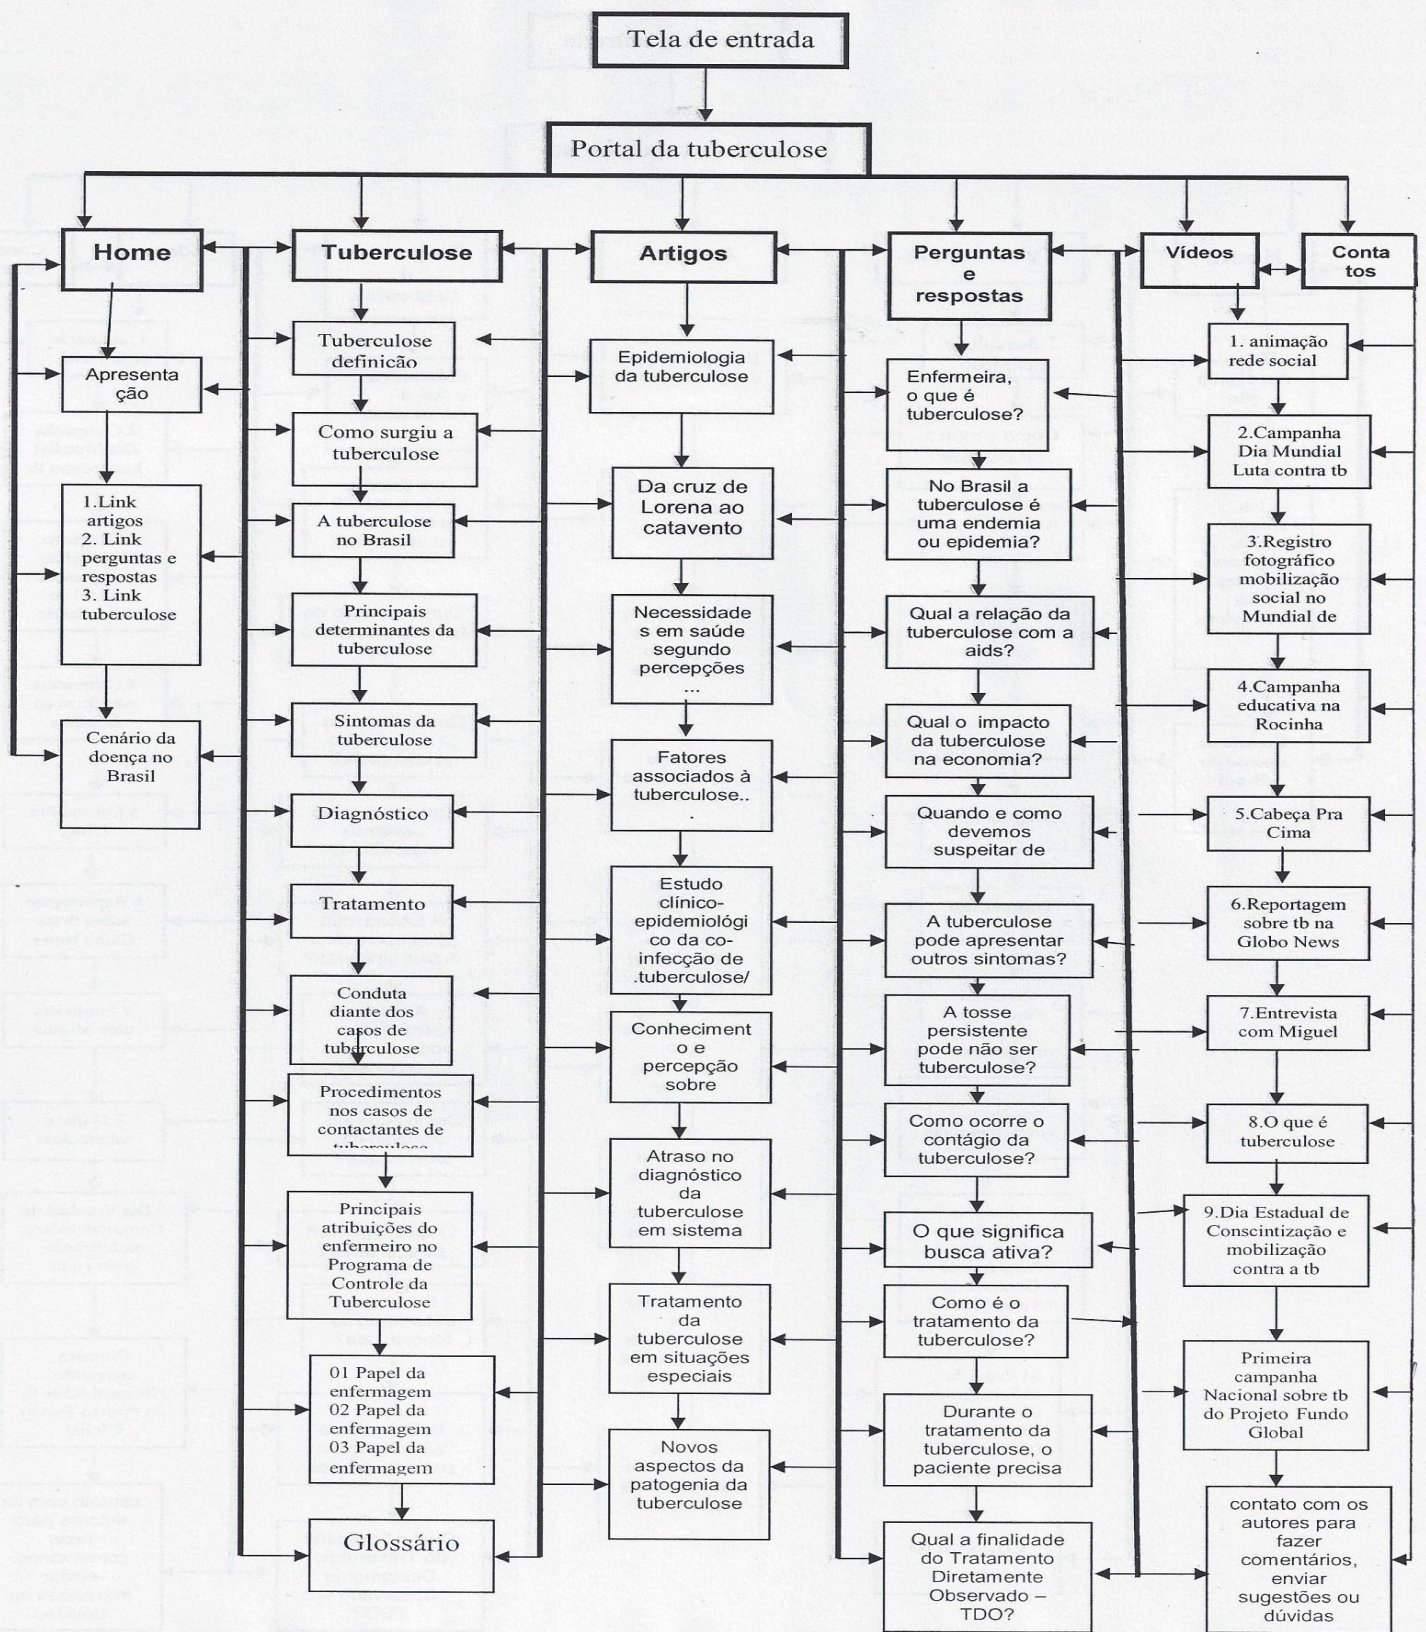 Tela de entrada
Portal da tuberculose
Home
Tuberculose
Artigos
Perguntas
e
respostas
Vídeos
Conta
tos
Apresenta
ção
1.Link
artigos
2. Link
perguntas e
respostas
3. Link
tuberculose
Cenário da
doença no
Brasil
Tuberculose
definicão
Como surgiu a
tuberculose
A tuberculose
no Brasil
Principais
determinantes da
tuberculose
Sintomas da
tuberculose
Diagnóstico
Tratamento
Conduta
diante dos
casos de
tuberculose
Procedimentos
nos casos de
contactantes de
tuberculose
Principais
atribuições do
enfermeiro no
Programa de
Controle da
Tuberculose
01 Papel da
enfermagem
02 Papel da
enfermagem
03 Papel da
enfermagem
Glossário
Epidemiologia
da tuberculose
Da cruz de
Lorena ao
catavento
Necessidade
s em saúde
segundo
percepções
...
Fatores
associados à
tuberculose..
.
Estudo
clínico-
epidemiológi
co da co-
infecção de
.tuberculose/
Conheciment
o e
percepção
sobre
Atraso no
diagnóstico
da
tuberculose
em sistema
Tratamento
da
tuberculose
em situações
especiais
Novos
aspectos da
patogenia da
tuberculose
Enfermeira,
o que é
tuberculose?
No Brasil a
tuberculose é
uma endemia
ou epidemia?
Qual a relação da
tuberculose com a
aids?
Qual o impacto
da tuberculose
na economia?
Quando e como
devemos
suspeitar de
A tuberculose
pode apresentar
outros sintomas?
A tosse
persistente
pode não ser
tuberculose?
Como ocorre o
contágio da
tuberculose?
O que significa
busca ativa?
Como é o
tratamento da
tuberculose?
Durante o
tratamento da
tuberculose, o
paciente precisa
Qual a finalidade
do Tratamento
Diretamente
Observado –
TDO?
1. animação
rede social
2.Campanha
Dia Mundial
Luta contra tb
3.Registro
fotográfico
mobilização
social no
Mundial de
4.Campanha
educativa na
Rocinha
5.Cabeça Pra
Cima
6.Reportagem
sobre tb na
Globo News
7.Entrevista
com Miguel
8.O que é
tuberculose
9.Dia Estadual de
Conscintização e
mobilização
contra a tb
Primeira
campanha
Nacional sobre tb
do Projeto Fundo
Global
contato com os
autores para
fazer
comentários,
enviar
sugestões ou
dúvidas